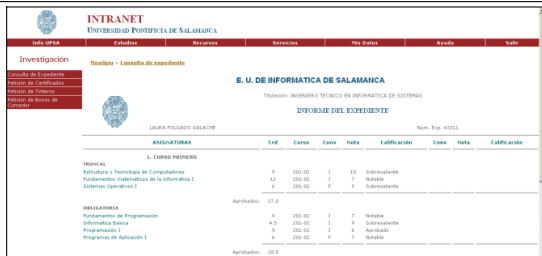 INTRANET
UNIVERSIDAD PONTIFICIA DE SALAMANCA
Info UPSA Estudios Recursos Servicios Mis Datos Ayuda Salir
Investigación
Consulta de Expediente
Petición de Certificados
Petición de Tinteros
Petición de Bonos de Comedor
> Consulta de expediente
E. U. DE INFORMATICA DE SALAMANCA
Titulación: INGENIERO TECNICO EN INFORMATICA DE SISTEMAS
INFORME DEL EXPEDIENTE
LAURA FOLGADO GALACHE Num. Exp. 43311
ASIGNATURAS Crd Curso Conv Nota Calificación Conv Nota Calificación
1. CURSO PRIMERO
TRONCAL
Estructura y Tecnología de Computadores 9 201-02 J 10 Sobresaliente
Fundamentos matemáticos de la informática I 12 201-02 J 7 Notable
Sistemas Operativos I 6 201-02 F 9 Sobresaliente
Aprobados: 27.0
OBLIGATORIA
Fundamentos de Programación 9 201-02 J 7 Notable
Informática Básica 4.5 201-02 J 9 Sobresaliente
Programación I 9 201-02 J 6 Aprobado
Programas de Aplicación I 6 201-02 F 7 Notable
Aprobados: 28.5